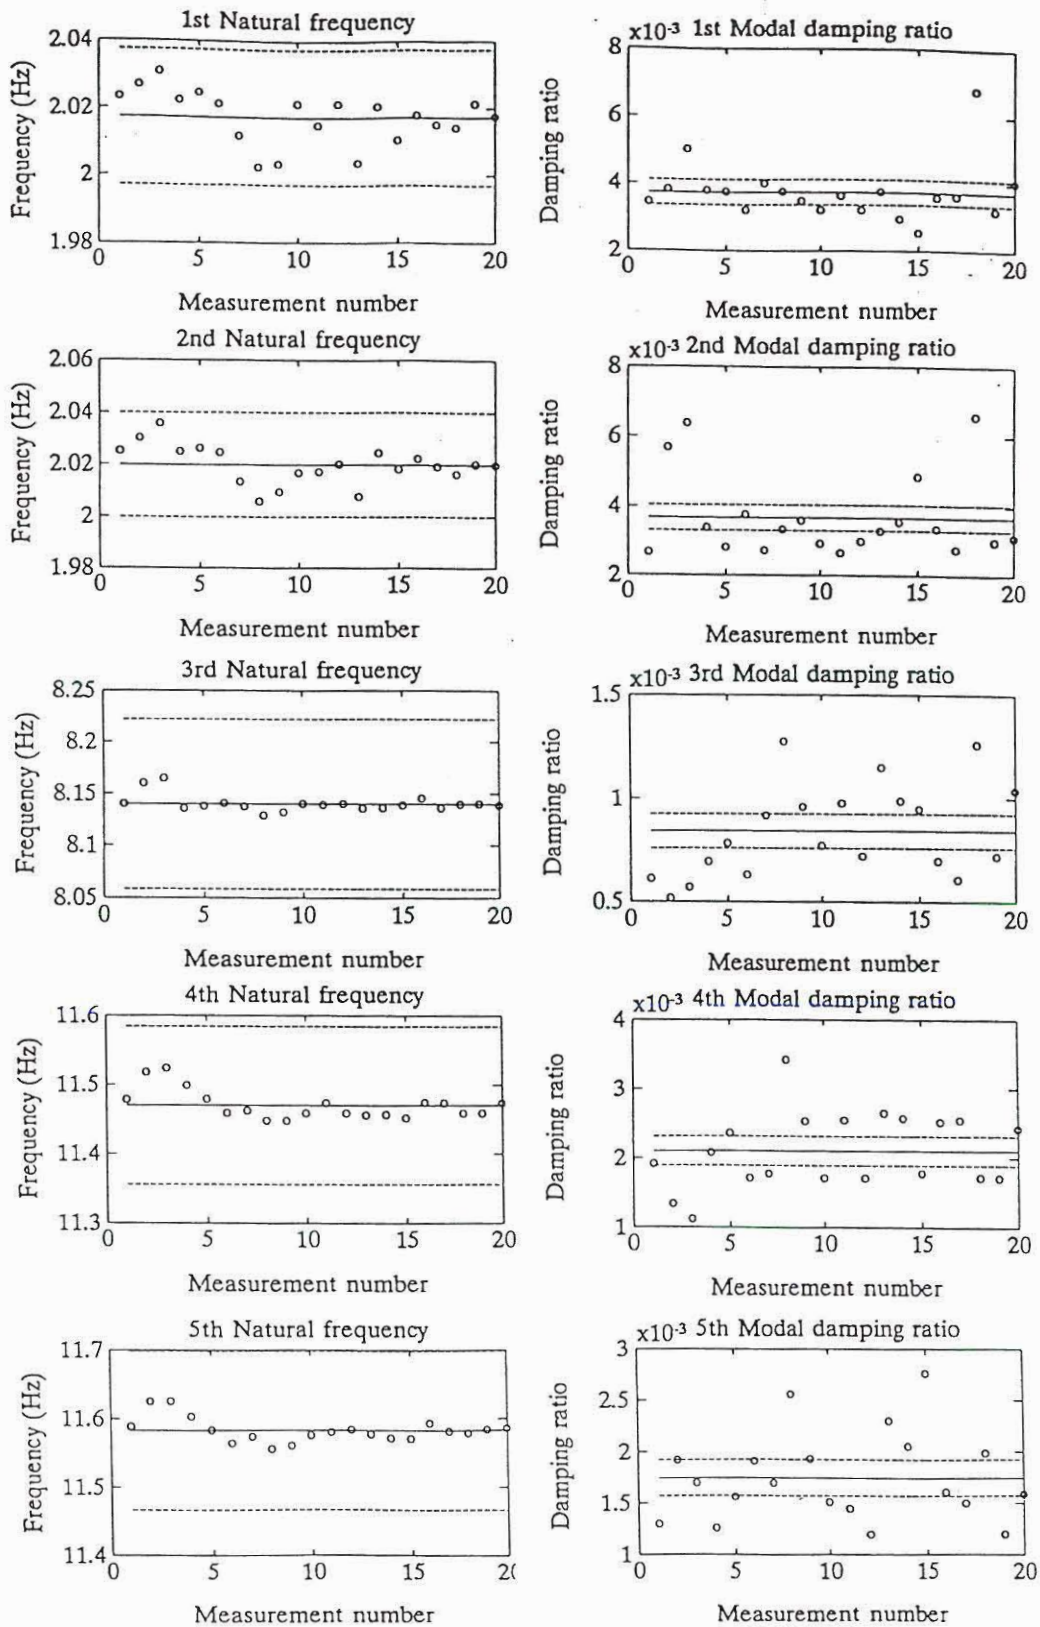 1st Natural frequency
2.04
2.02
2
1.98
Frequency (Hz)
0 5 10 15 20
Measurement number
x10-3 1st Modal damping ratio
8
6
4
2
Damping ratio
0 5 10 15 20
Measurement number
2nd Natural frequency
2.06
2.04
2.02
2
1.98
Frequency (Hz)
0 5 10 15 20
Measurement number
x10-3 2nd Modal damping ratio
8
6
4
2
Damping ratio
0 5 10 15 20
Measurement number
3rd Natural frequency
8.25
8.2
8.15
8.1
8.05
Frequency (Hz)
0 5 10 15 20
Measurement number
x10-3 3rd Modal damping ratio
1.5
1
0.5
Damping ratio
0 5 10 15 20
Measurement number
4th Natural frequency
11.6
11.5
11.4
11.3
Frequency (Hz)
0 5 10 15 20
Measurement number
x10-3 4th Modal damping ratio
4
3
2
1
Damping ratio
0 5 10 15 20
Measurement number
5th Natural frequency
11.7
11.6
11.5
11.4
Frequency (Hz)
0 5 10 15 20
Measurement number
x10-3 5th Modal damping ratio
3
2.5
2
1.5
1
Damping ratio
0 5 10 15 20
Measurement number